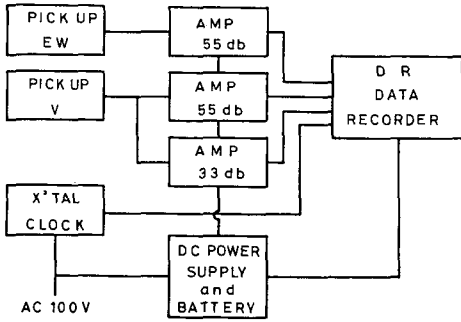 PICK UP
EW
AMP
55 db
PICK UP
V
AMP
55 db
D R
DATA
RECORDER
AMP
33 db
X'TAL
CLOCK
DC POWER
SUPPLY
and
BATTERY
AC 100V